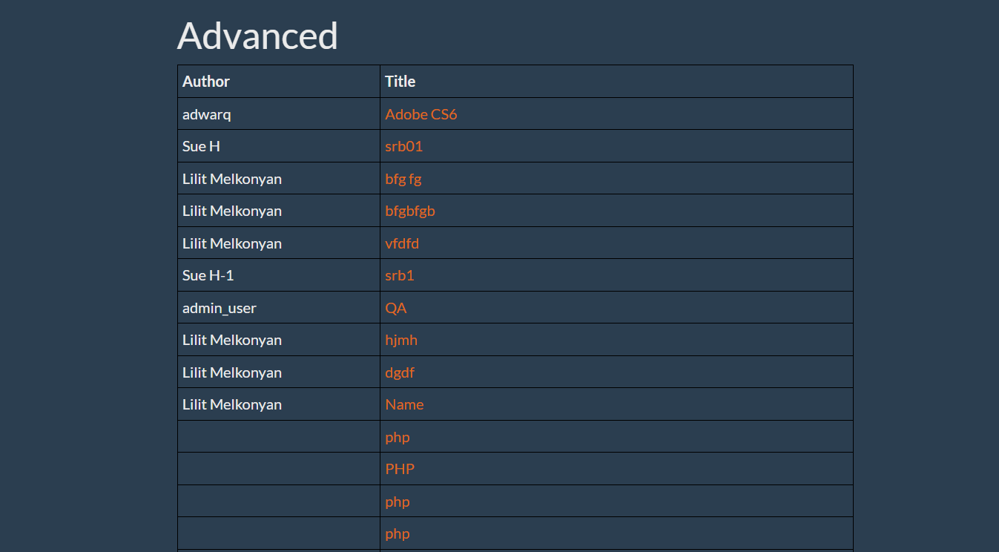 Advanced
Author Title
adwarq Adobe CS6
Sue H srb01
Lilit Melkonyan bfg fg
Lilit Melkonyan bfgbfgb
Lilit Melkonyan vfdfd
Sue H-1 srb1
admin_user QA
Lilit Melkonyan hjmh
Lilit Melkonyan dgdf
Lilit Melkonyan Name
php
PHP
php
php